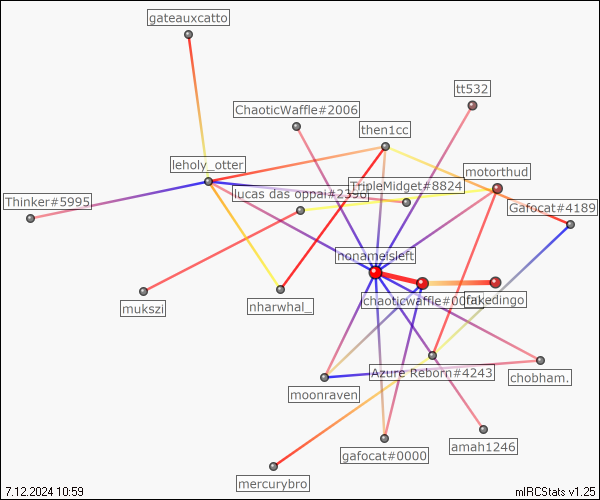 gateauxcatto
tt532
ChaoticWaffle#2006
then1cc
leholy_otter
motorthud
TripleMidget#8824
lucas das oppai#2390
Thinker#5995
Gafocat#4189
nonameisleft
chaoticwaffle#0000
fakedingo
mukszi
nharwhal_
Azure Reborn#4243
chobham.
moonraven
amah1246
gafocat#0000
mercurybro
7.12.2024 10:59
mIRCStats v1.25